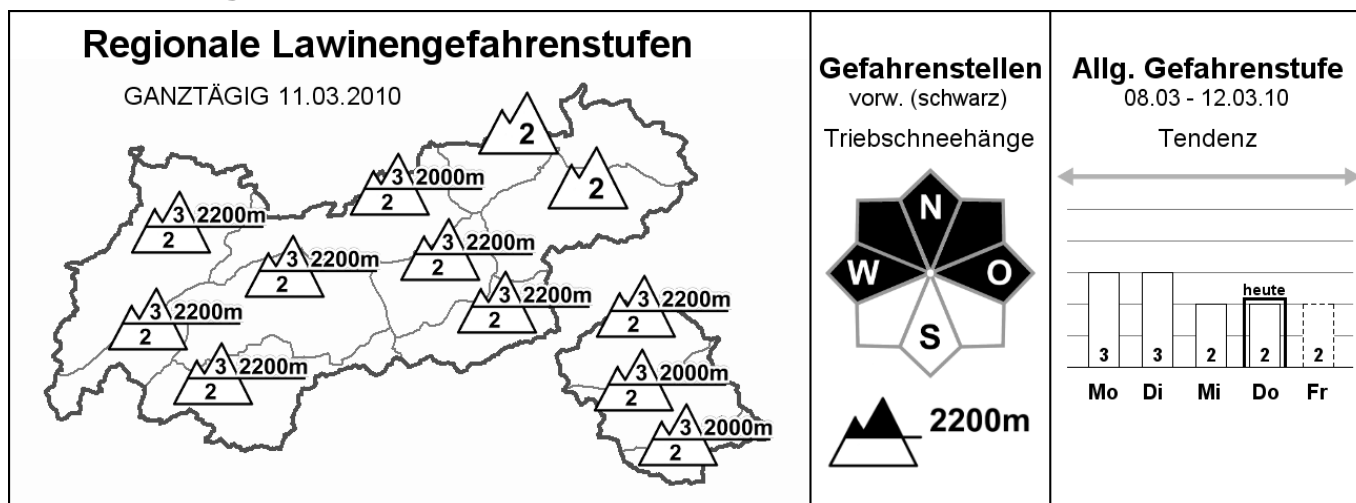 Regionale Lawinengefahrenstufen
GANZTÄGIG 11.03.2010
2
2
3 2000m
2
3 2200m
2
3 2200m
2
3 2200m
2
3 2200m
2
3 2200m
2
3 2200m
2
3 2200m
2
3 2000m
2
3 2000m
2
Gefahrenstellen
vorw. (schwarz)
Triebschneehänge
N
W O
S
2200m
Allg. Gefahrenstufe
08.03 - 12.03.10
Tendenz
heute
3 3 2 2 2
Mo Di Mi Do Fr